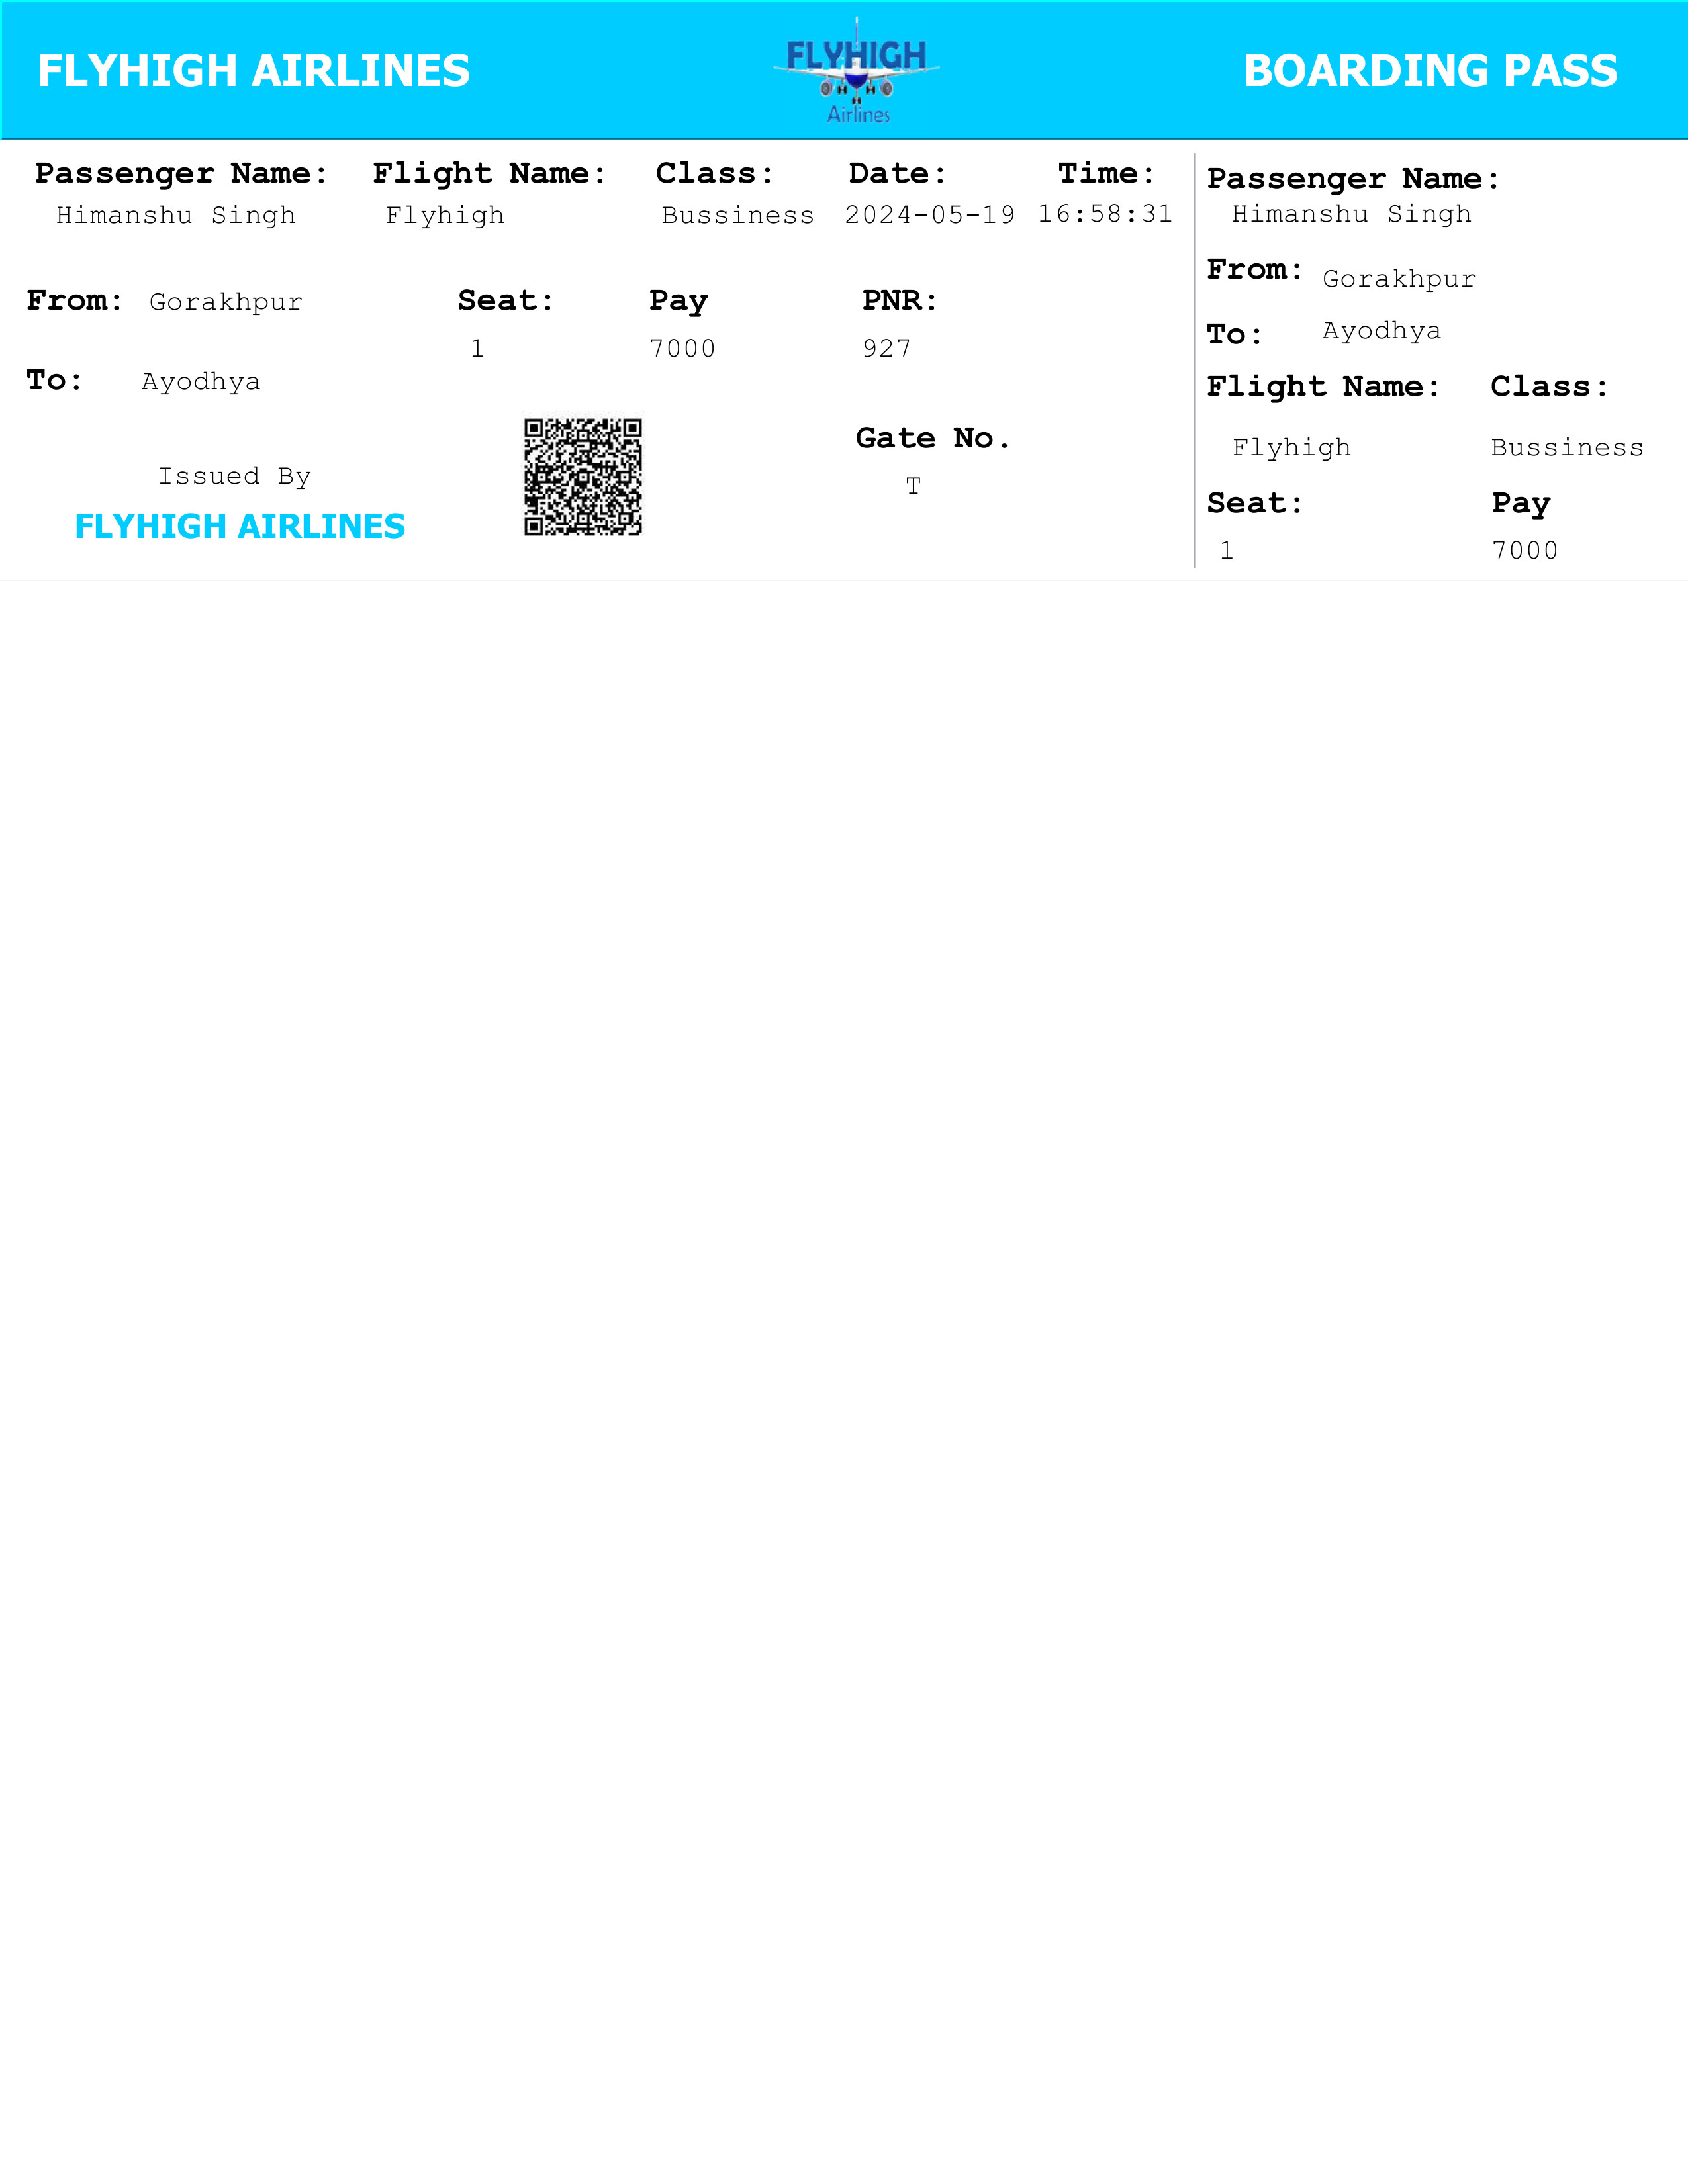 FLYHIGH AIRLINES
FLYHIGH
Airlines
BOARDING PASS
Passenger Name: Flight Name: Class: Date: Time:
Himanshu Singh Flyhigh Bussiness 2024-05-19 16:58:31
From: Gorakhpur Seat: Pay PNR:
1 7000 927
To: Ayodhya
Gate No.
Issued By T
FLYHIGH AIRLINES
Passenger Name:
Himanshu Singh
From: Gorakhpur
To: Ayodhya
Flight Name: Class:
Flyhigh Bussiness
Seat: Pay
1 7000